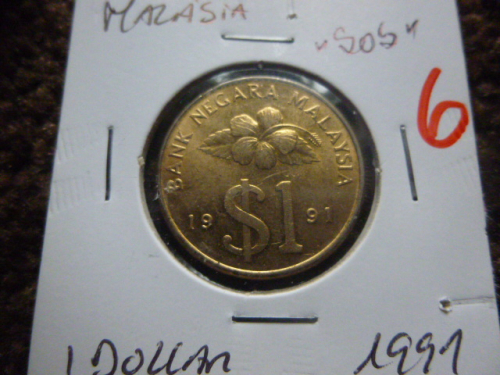 MALASIA
"SOS"
6
BANK NEGARA MALAYSIA
19 91
$1
1 DOLLAR 1991